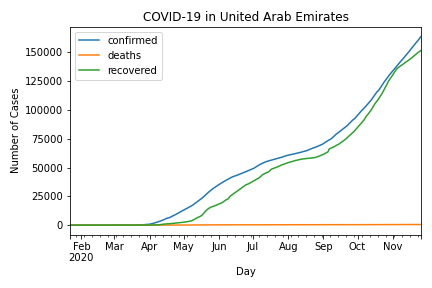 COVID-19 in United Arab Emirates
confirmed
deaths
recovered
Number of Cases
150000
125000
100000
75000
50000
25000
0
Feb Mar Apr May Jun Jul Aug Sep Oct Nov
2020
Day